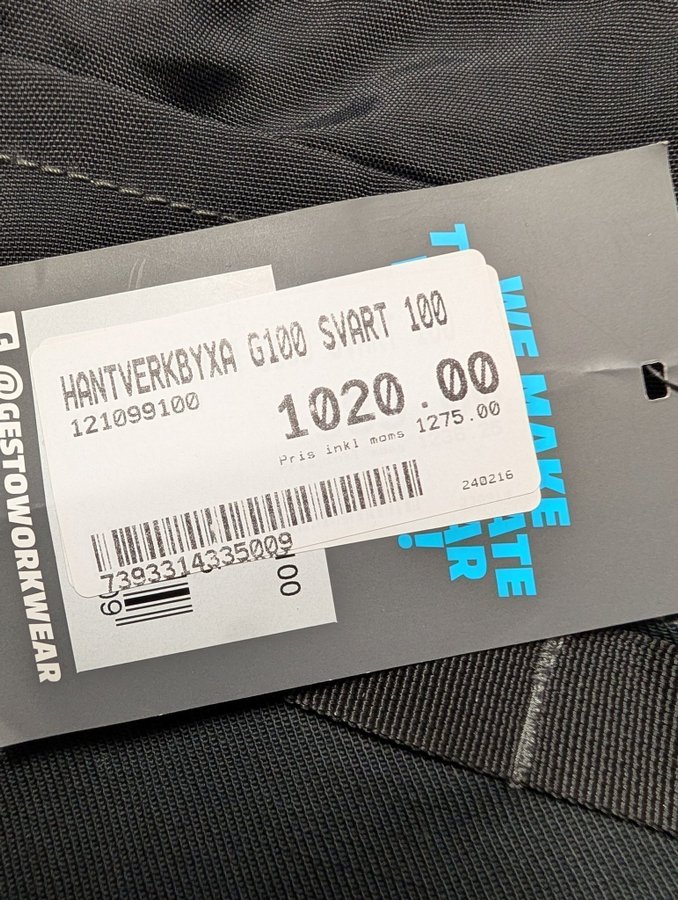 HANTVERKBYXA G100 SVART 100
121099100
1020.00
Pris inkl moms 1275.00
240216
7393314335009
@GESTOWORKWEAR
WE MAKE